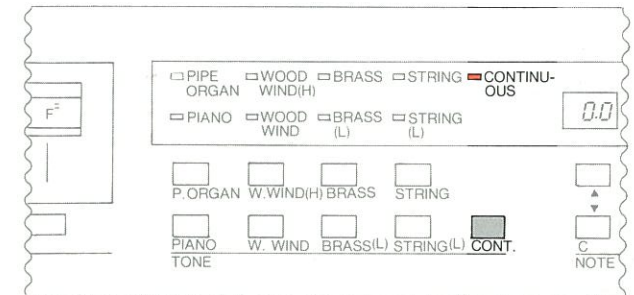 PIPE ORGAN WOOD WIND(H) BRASS STRING CONTINU-OUS
F
0.0
PIANO WOOD WIND BRASS (L) STRING (L)
P.ORGAN W.WIND(H) BRASS STRING
PIANO W. WIND BRASS(L) STRING(L) CONT. C
TONE NOTE